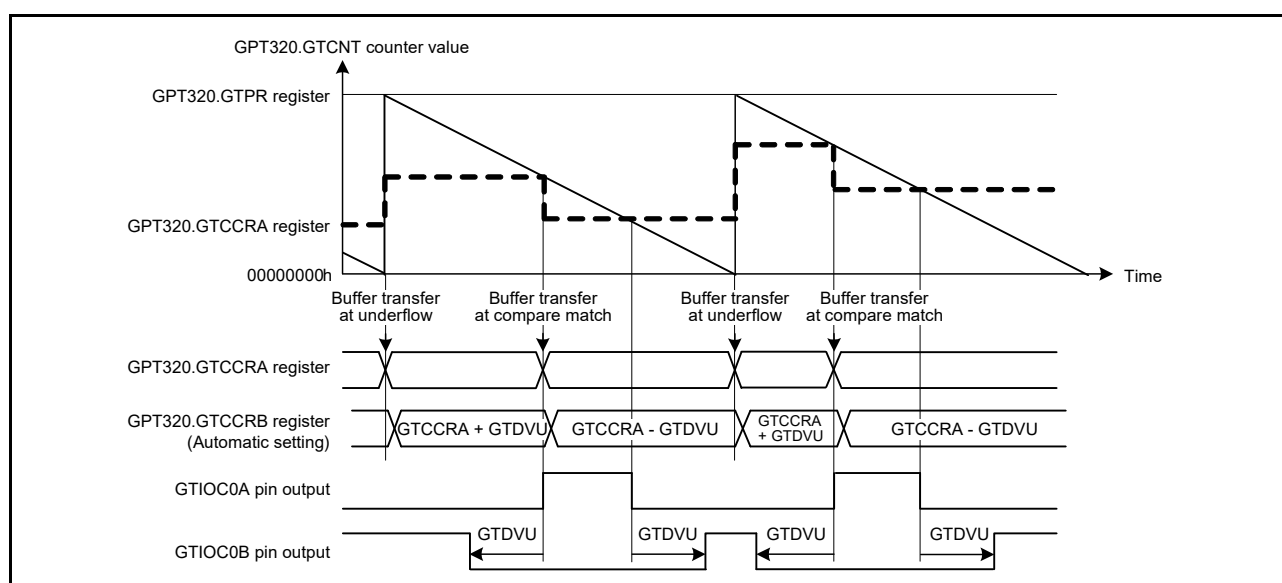 GPT320.GTCNT counter value
GPT320.GTPR register
GPT320.GTCCRA register
00000000h
Time
Buffer transfer
at underflow
Buffer transfer
at compare match
Buffer transfer
at underflow
Buffer transfer
at compare match
GPT320.GTCCRA register
GPT320.GTCCRB register
(Automatic setting)
GTCCRA + GTDVU
GTCCRA - GTDVU
GTCCRA
+ GTDVU
GTCCRA - GTDVU
GTIOC0A pin output
GTIOC0B pin output
GTDVU
GTDVU
GTDVU
GTDVU